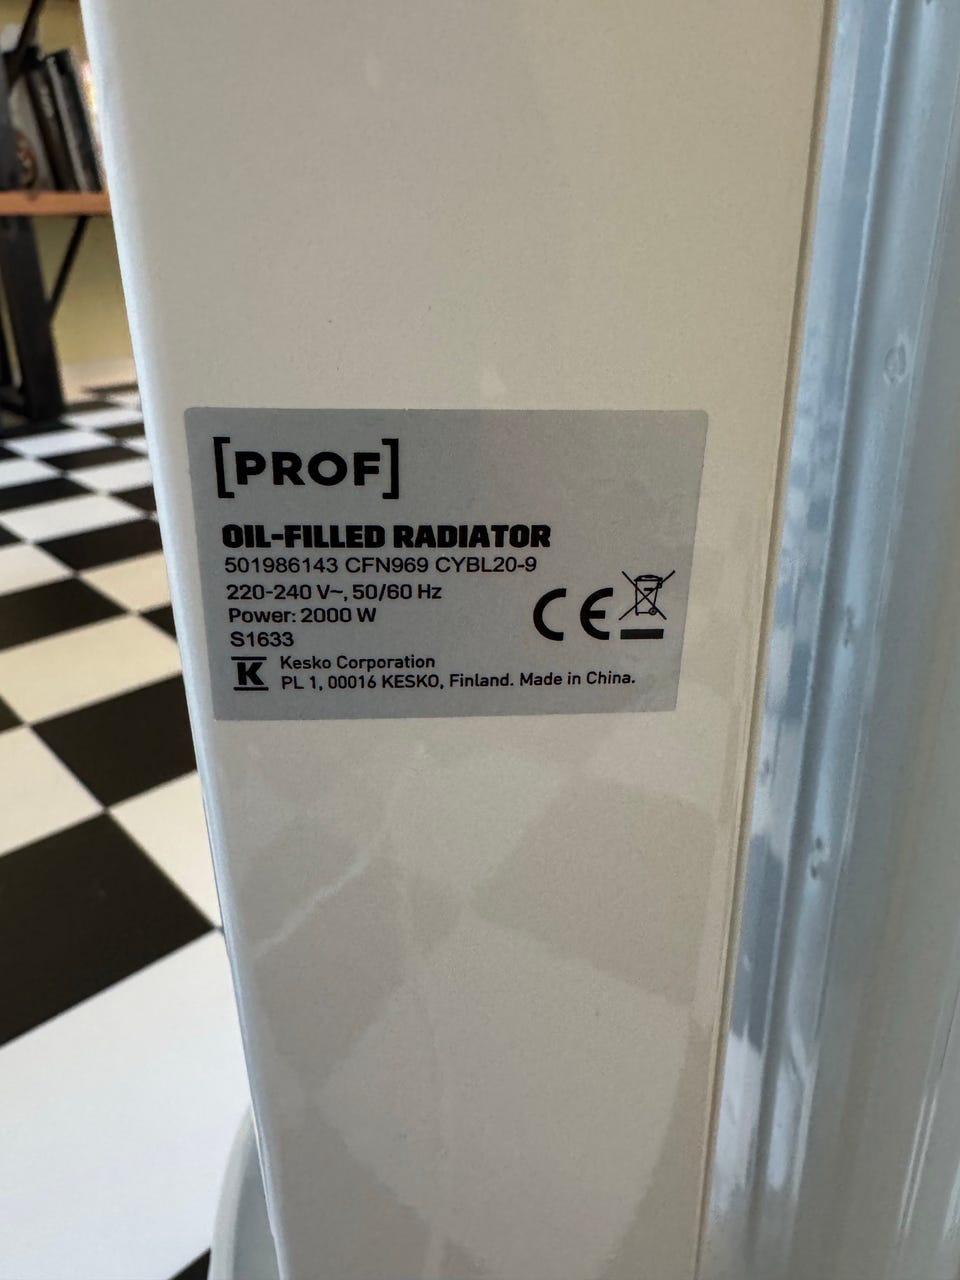 [PROF]
OIL-FILLED RADIATOR
501986143 CFN969 CYBL20-9
220-240 V~, 50/60 Hz
Power: 2000 W
S1633
CE
K
Kesko Corporation
PL 1, 00016 KESKO, Finland. Made in China.